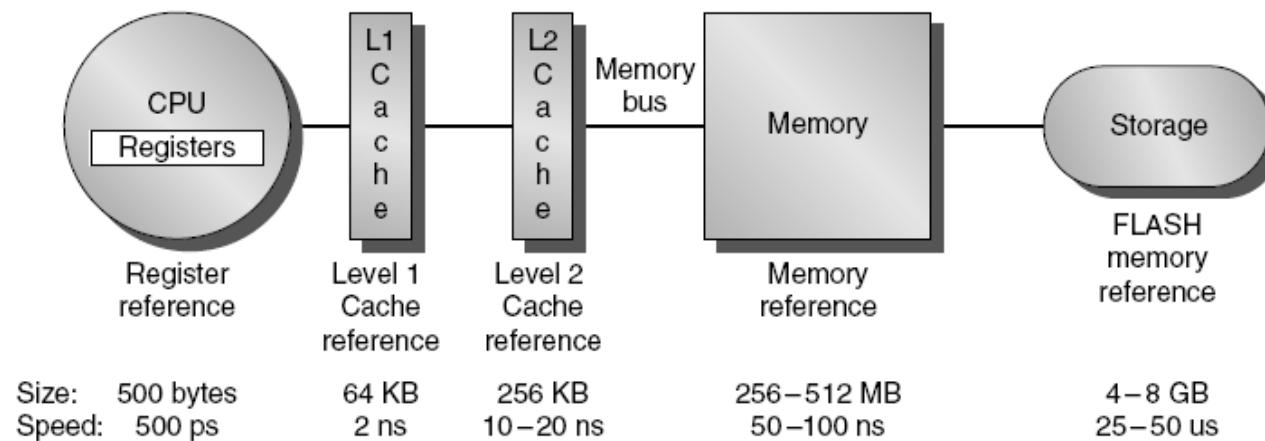 CPU
Registers
L1
C
a
c
h
e
L2
C
a
c
h
e
Memory
bus
Memory
Storage
Register
reference
Level 1
Cache
reference
Level 2
Cache
reference
Memory
reference
FLASH
memory
reference
Size: 500 bytes 64 KB 256 KB 256–512 MB 4–8 GB
Speed: 500 ps 2 ns 10–20 ns 50–100 ns 25–50 us